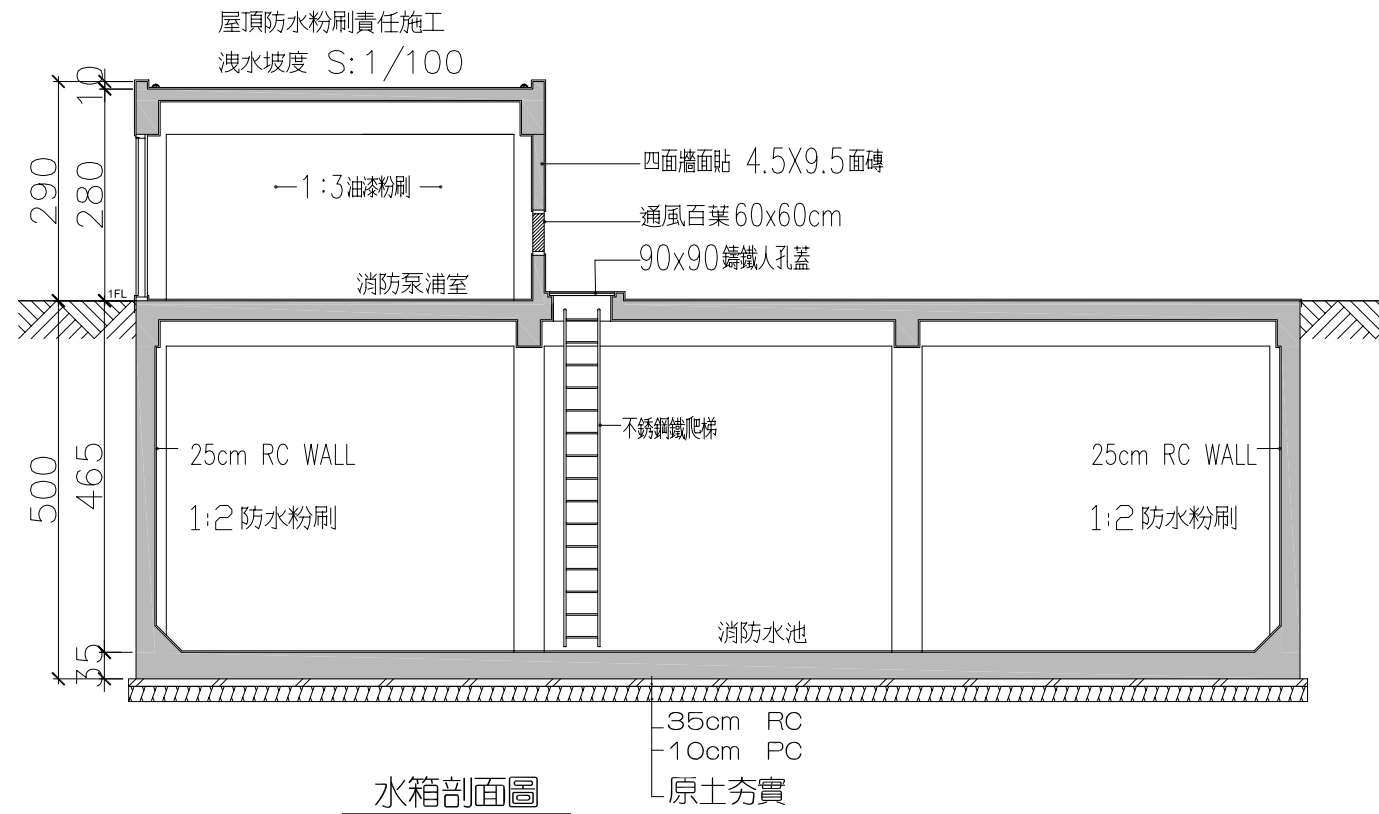 屋頂防水粉刷責任施工
洩水坡度 S:1/100
10
290
280
四面牆面貼 4.5X9.5面磚
1:3油漆粉刷
通風百葉60x60cm
90x90鑄鐵人孔蓋
消防泵浦室
1FL
不銹鋼鐵爬梯
25cm RC WALL
25cm RC WALL
500
465
1:2防水粉刷
1:2防水粉刷
消防水池
35
35cm RC
10cm PC
原土夯實
水箱剖面圖